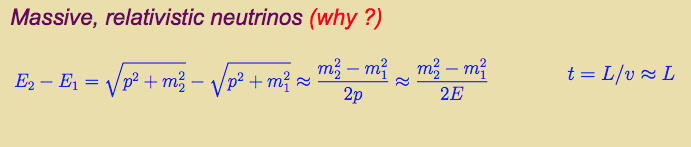 Massive, relativistic neutrinos (why ?)
E₂ − E₁ = √(p² + m₂²) − √(p² + m₁²) ≈ (m₂² − m₁²)/2p ≈ (m₂² − m₁²)/2E t = L/v ≈ L